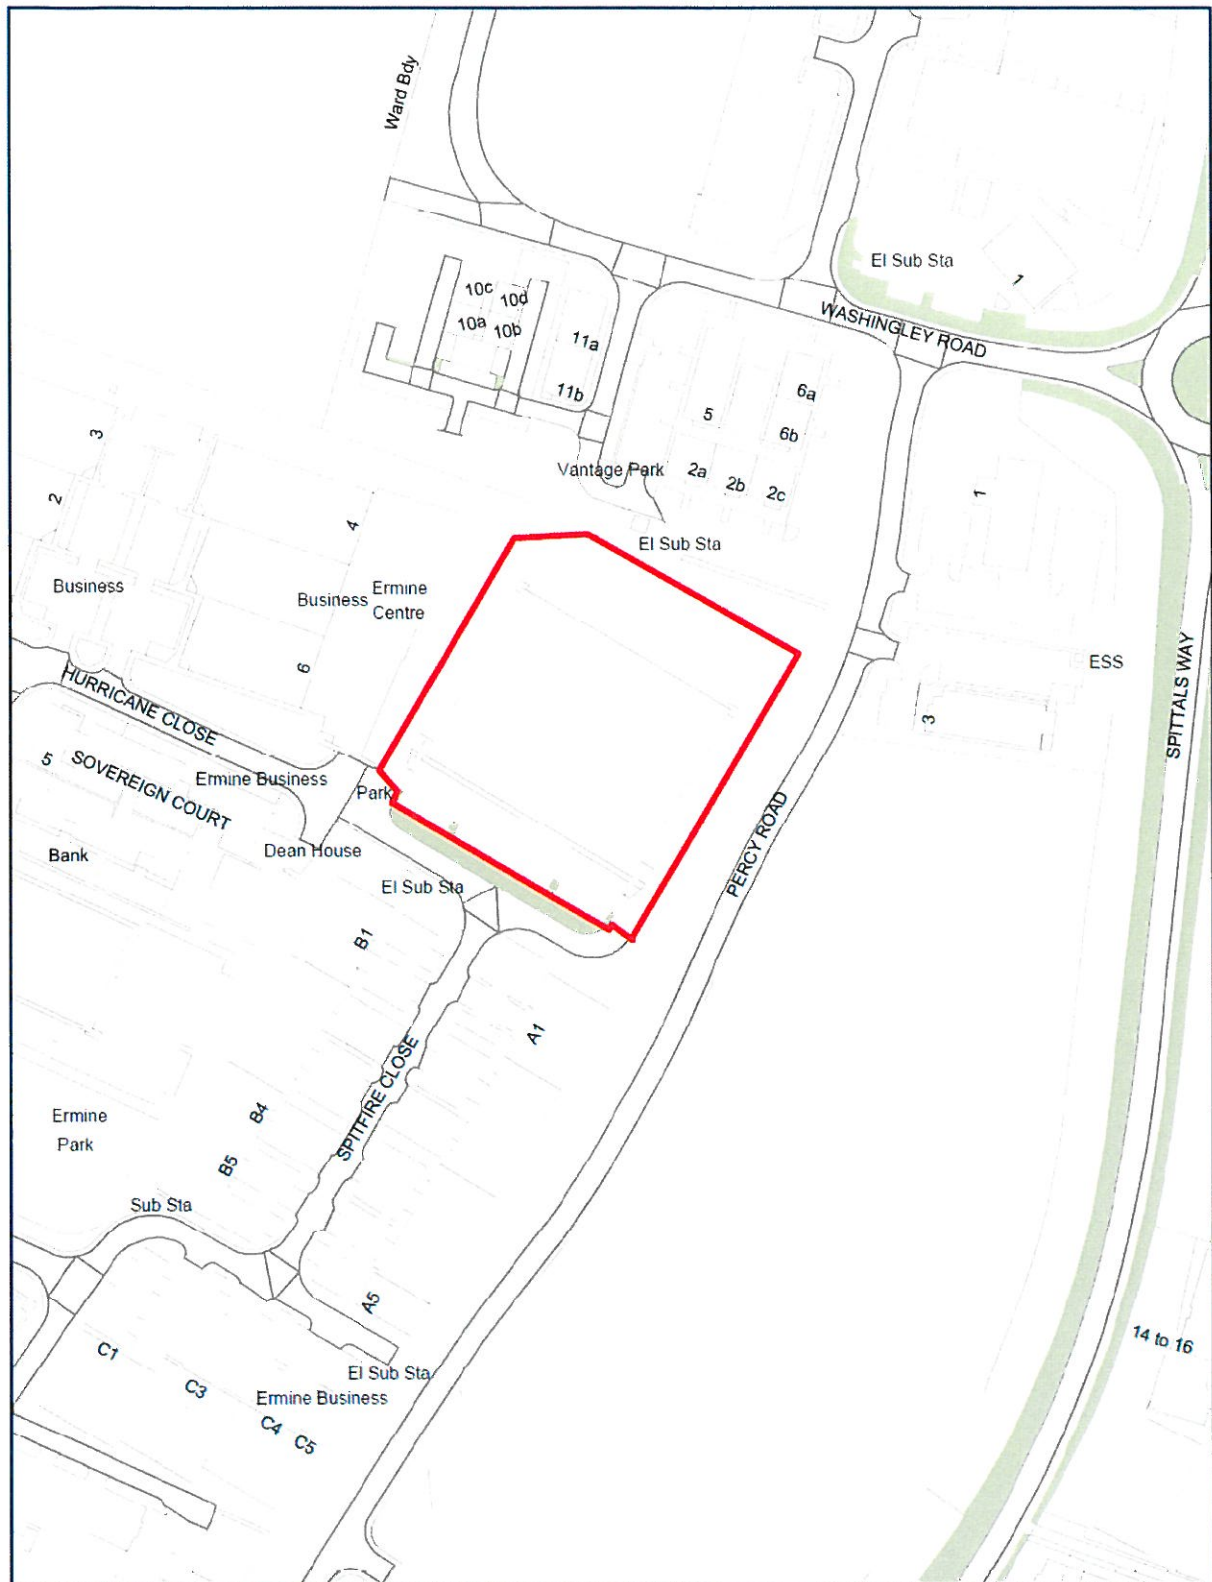 Ward Bdy
El Sub Sta
1
WASHINGLEY ROAD
10c
10d
10a
10b
11a
11b
6a
5
6b
Vantage Park
2a
2b
2c
3
2
4
1
El Sub Sta
Business
Business
Ermine
Centre
6
ESS
SPITTALS WAY
HURRICANE CLOSE
3
5
SOVEREIGN COURT
Ermine Business
Park
PERCY ROAD
Bank
Dean House
El Sub Sta
B1
A1
SPITFIRE CLOSE
Ermine
Park
B4
B5
Sub Sta
A5
14 to 16
C1
El Sub Sta
C3
Ermine Business
C4
C5